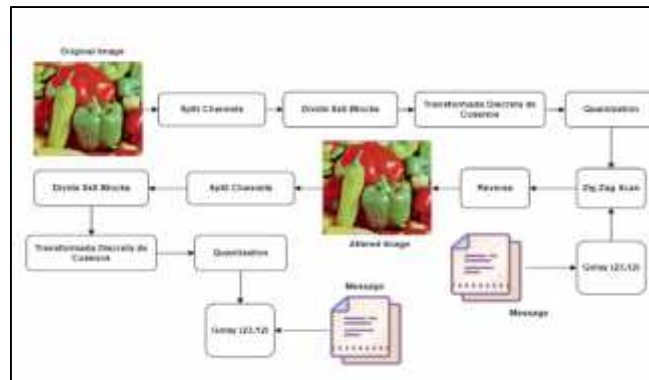 Original Image
Split Channels
Divide 8x8 Blocks
Transformada Discreta de
Cosenos
Quantization
Divide 8x8 Blocks
Split Channels
Altered Image
Reverse
Zig Zag Scan
Transformada Discreta de
Cosenos
Quantization
Message
Golay (23,12)
Golay (23,12)
Message